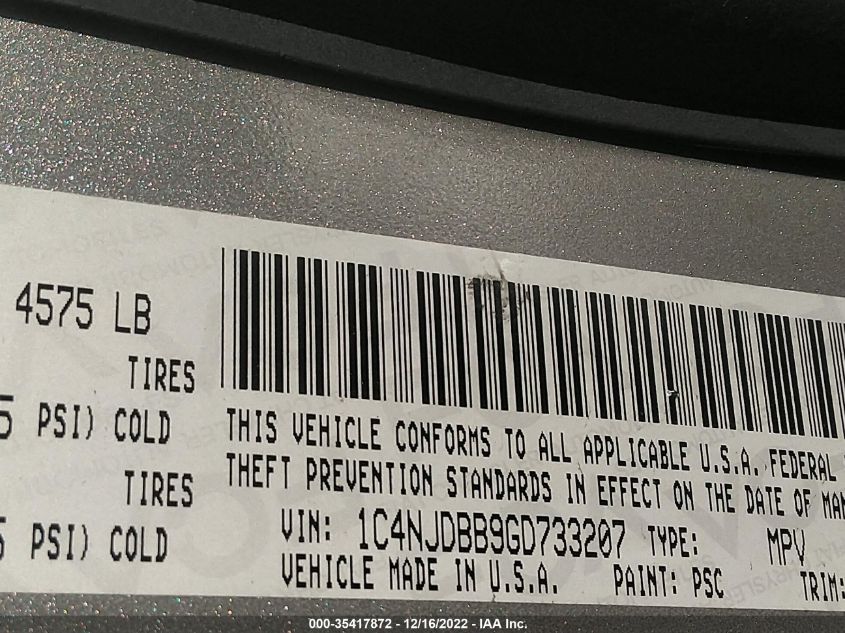 4575 LB
TIRES
5 PSI) COLD
TIRES
5 PSI) COLD
THIS VEHICLE CONFORMS TO ALL APPLICABLE U.S.A. FEDERAL
THEFT PREVENTION STANDARDS IN EFFECT ON THE DATE OF MAN
VIN: 1C4NJDBB9GD733207 TYPE: MPV
VEHICLE MADE IN U.S.A. PAINT: PSC TRIM:
000-35417872 - 12/16/2022 - IAA Inc.